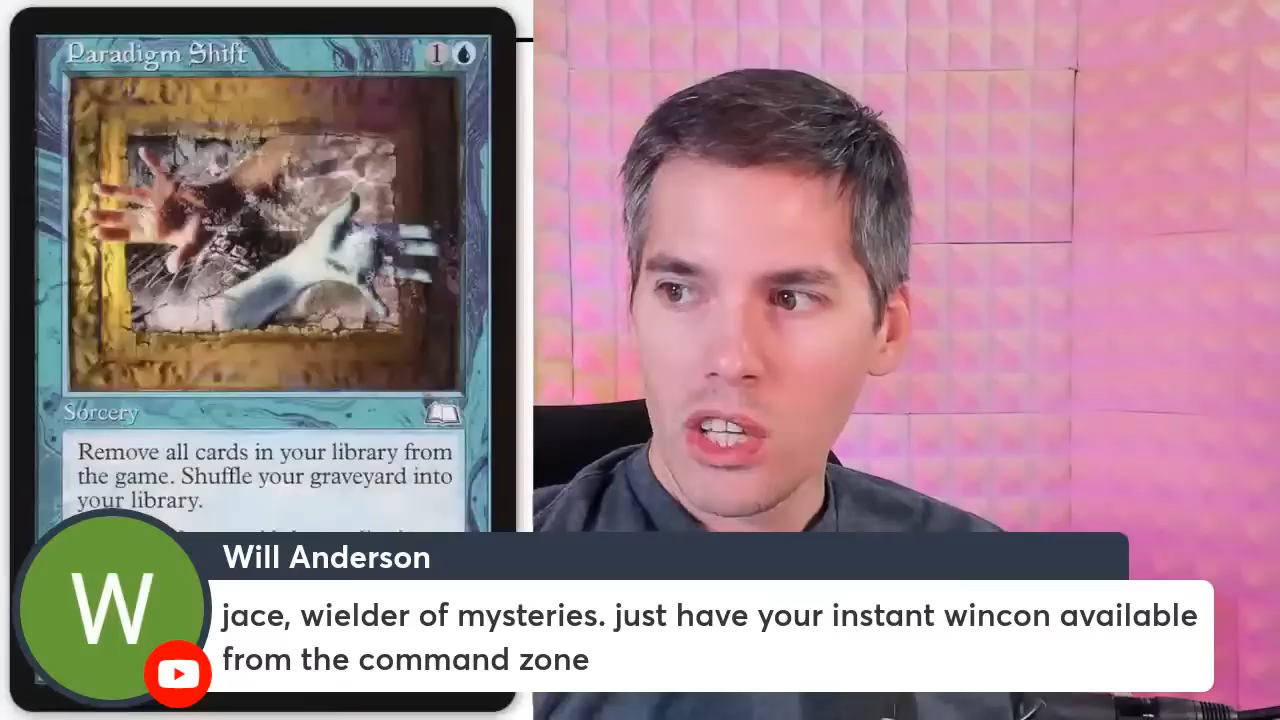 Paradigm Shift
1
Sorcery
Remove all cards in your library from
the game. Shuffle your graveyard into
your library.
W
Will Anderson
jace, wielder of mysteries. just have your instant wincon available
from the command zone